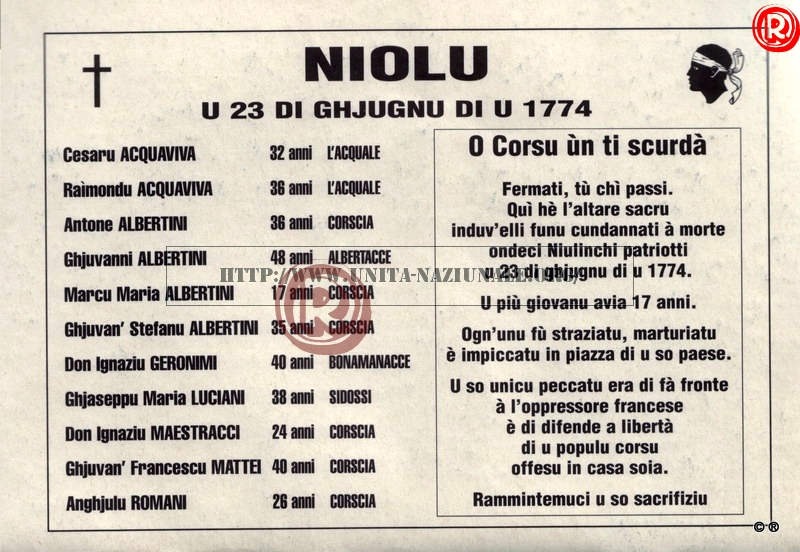 NIOLU
U 23 DI GHJUGNU DI U 1774
Cesaru ACQUAVIVA 32 anni L'ACQUALE
Raimondu ACQUAVIVA 36 anni L'ACQUALE
Antone ALBERTINI 36 anni CORSCIA
Ghjuvanni ALBERTINI 48 anni ALBERTACCE
Marcu Maria ALBERTINI 17 anni CORSCIA
Ghjuvan' Stefanu ALBERTINI 35 anni CORSCIA
Don Ignaziu GERONIMI 40 anni BONAMANACCE
Ghjaseppu Maria LUCIANI 38 anni SIDOSSI
Don Ignaziu MAESTRACCI 24 anni CORSCIA
Ghjuvan' Francescu MATTEI 40 anni CORSCIA
Anghjulu ROMANI 26 anni CORSCIA
O Corsu ùn ti scurdà
Fermati, tù chì passi.
Quì hè l'altare sacru
induv'elli funu cundannati à morte
ondeci Niulinchi patriotti
u 23 di ghjugnu di u 1774.
U più giovanu avia 17 anni.
Ogn'unu fù straziatu, marturiatu
è impiccatu in piazza di u so paese.
U so unicu peccatu era di fà fronte
à l'oppressore francese
è di difende a libertà
di u populu corsu
offesu in casa soia.
Rammintemuci u so sacrifiziu
R
R
© ®